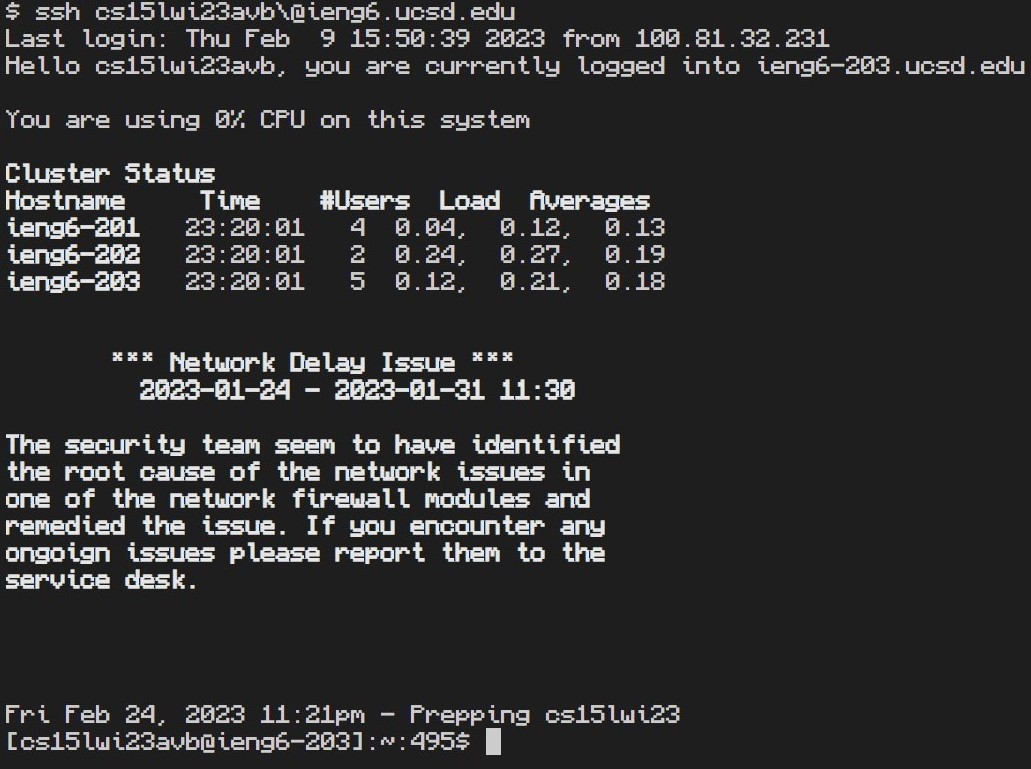 $ ssh cs15lwi23avb\@ieng6.ucsd.edu
Last login: Thu Feb  9 15:50:39 2023 from 100.81.32.231
Hello cs15lwi23avb, you are currently logged into ieng6-203.ucsd.edu
You are using 0% CPU on this system
Cluster Status
Hostname     Time    #Users  Load  Averages
ieng6-201   23:20:01   4  0.04,  0.12,  0.13
ieng6-202   23:20:01   2  0.24,  0.27,  0.19
ieng6-203   23:20:01   5  0.12,  0.21,  0.18
*** Network Delay Issue ***
2023-01-24 - 2023-01-31 11:30
The security team seem to have identified
the root cause of the network issues in
one of the network firewall modules and
remedied the issue. If you encounter any
ongoign issues please report them to the
service desk.
Fri Feb 24, 2023 11:21pm - Prepping cs15lwi23
[cs15lwi23avb@ieng6-203]:~:495$